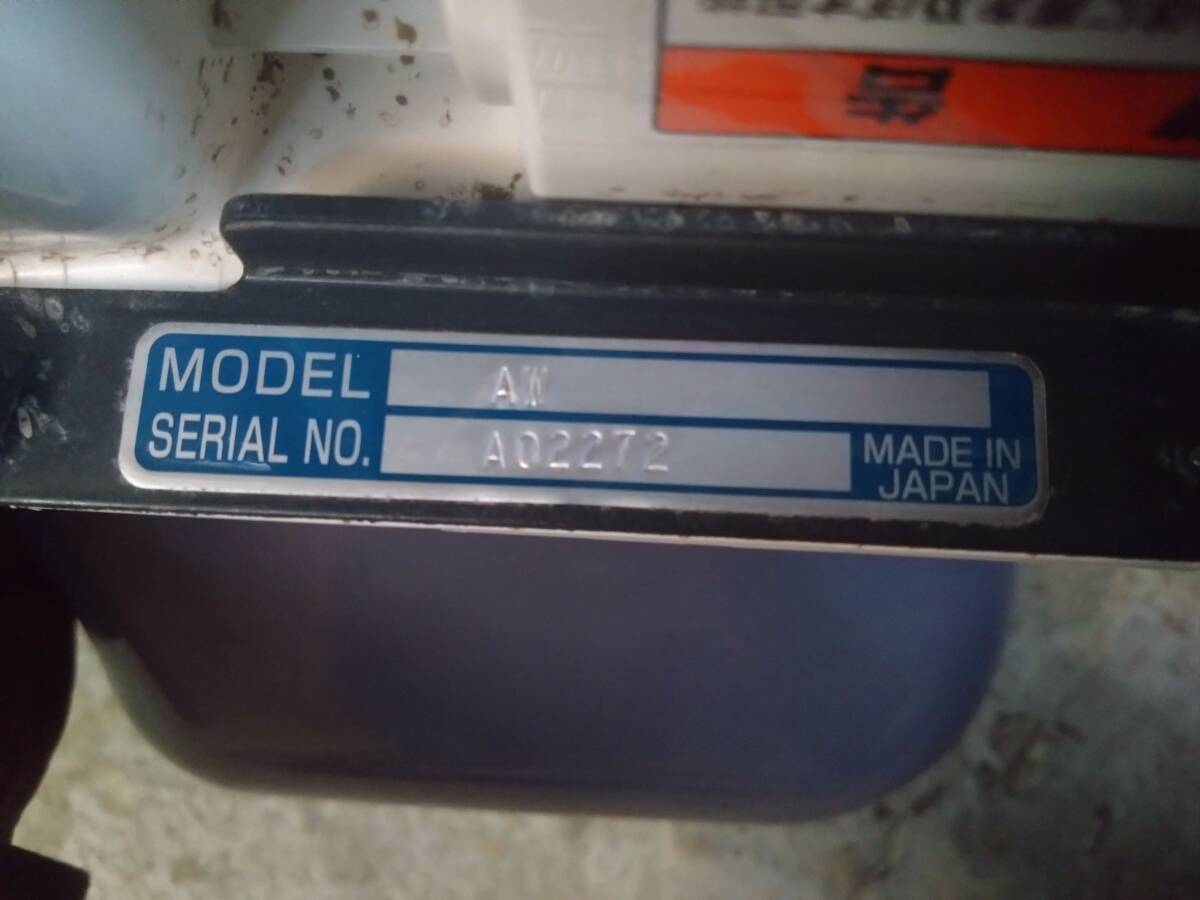 MODEL AW
SERIAL NO. A02272
MADE IN
JAPAN